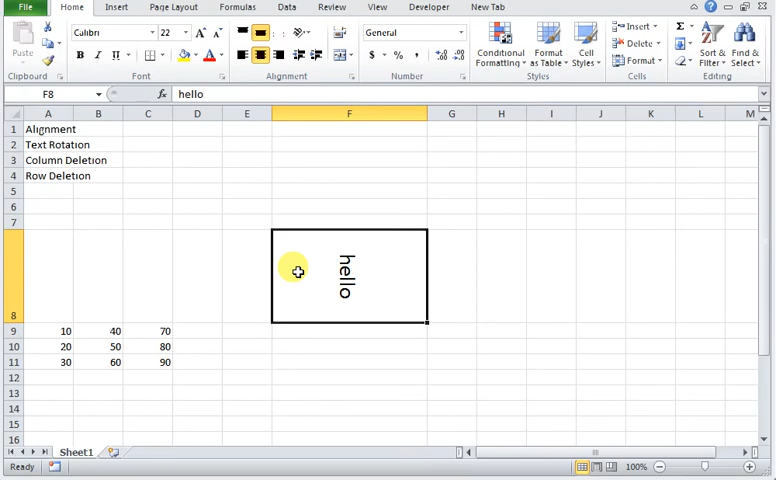 File Home Insert Page Layout Formulas Data Review View Developer New Tab
Paste Calibri 22 General Conditional Formatting Format as Table Cell Styles Insert Delete Format Sort & Filter Find & Select
Clipboard Font Alignment Number Styles Cells Editing
F8 fx hello
A B C D E F G H I J K L M
1 Alignment
2 Text Rotation
3 Column Deletion
4 Row Deletion
5
6
7
8 hello
9 10 40 70
10 20 50 80
11 30 60 90
12
13
14
15
16
Sheet1
Ready 100%